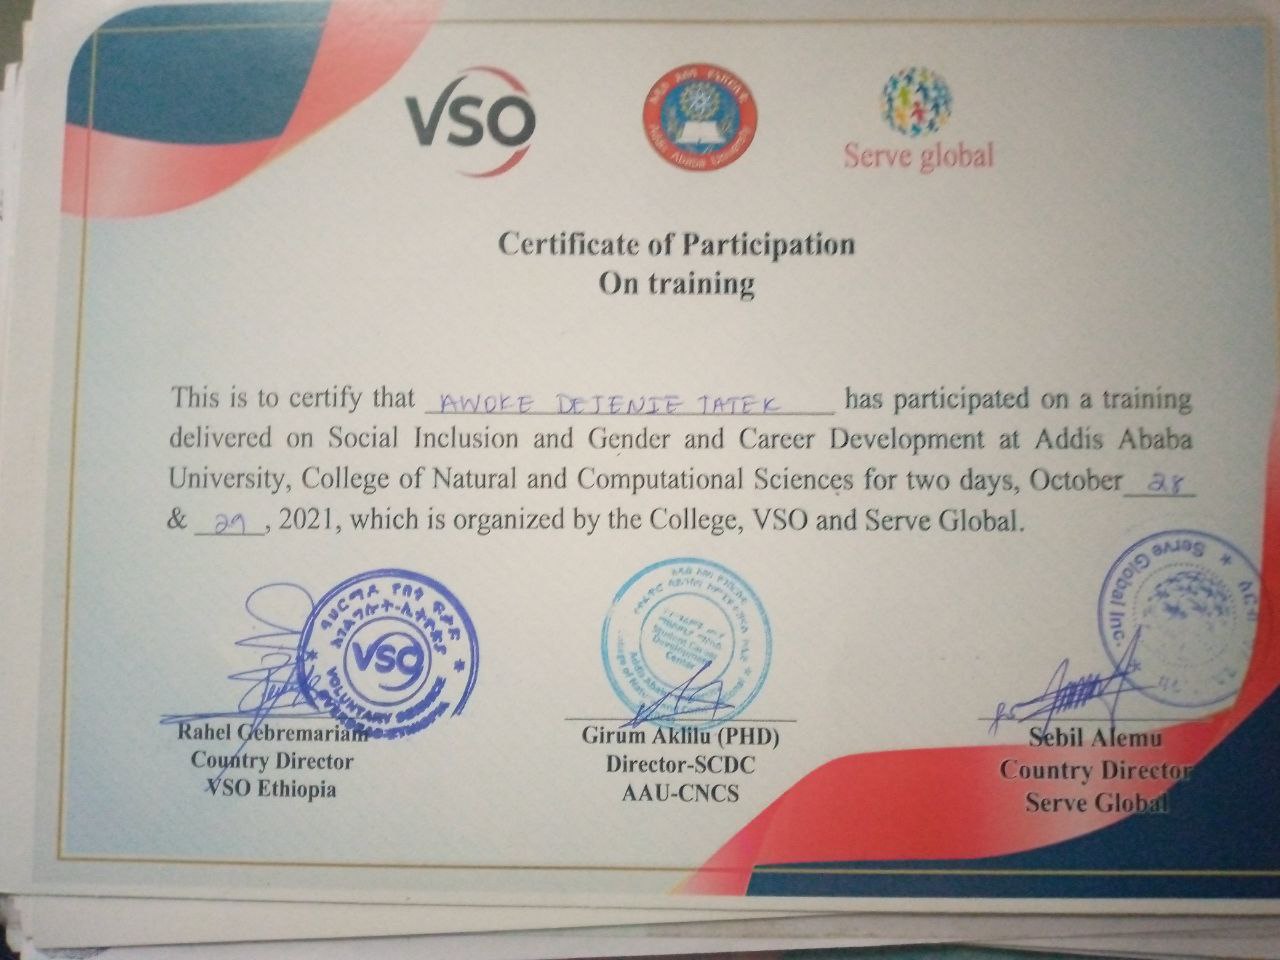 VSO
አዲስ አበባ ዩኒቨርሲቲ
Addis Ababa University
Serve global
Certificate of Participation
On training
This is to certify that AWOKE DEJENIE TATEK has participated on a training
delivered on Social Inclusion and Gender and Career Development at Addis Ababa
University, College of Natural and Computational Sciences for two days, October 28
& 29, 2021, which is organized by the College, VSO and Serve Global.
VSO
VOLUNTARY SERVICE
OVERSEAS-ETHIOPIA
Student Career
Development
Center
Serve Global Inc.
Rahel Gebremariam
Country Director
VSO Ethiopia
Girum Aklilu (PHD)
Director-SCDC
AAU-CNCS
Sebil Alemu
Country Director
Serve Global